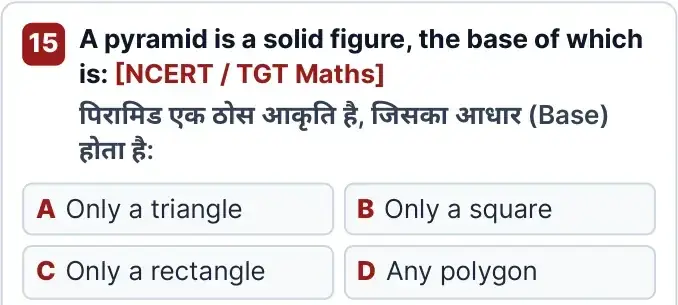 15 A pyramid is a solid figure, the base of which
is: [NCERT / TGT Maths]
पिरामिड एक ठोस आकृति है, जिसका आधार (Base)
होता है:
A Only a triangle
B Only a square
C Only a rectangle
D Any polygon